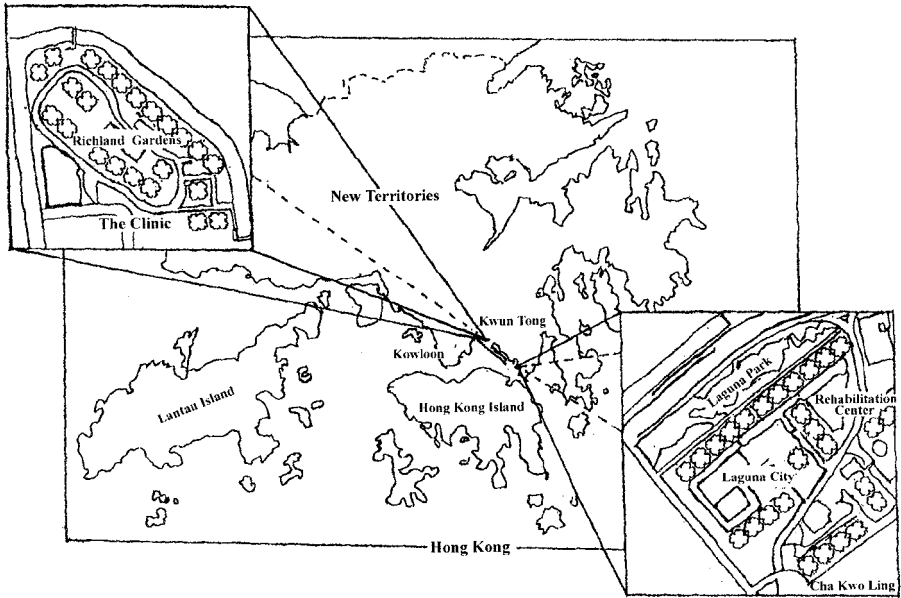 Richland Gardens
The Clinic
New Territories
Kwun Tong
Kowloon
Lantau Island
Hong Kong Island
Laguna Park
Rehabilitation
Center
Laguna City
Cha Kwo Ling
Hong Kong